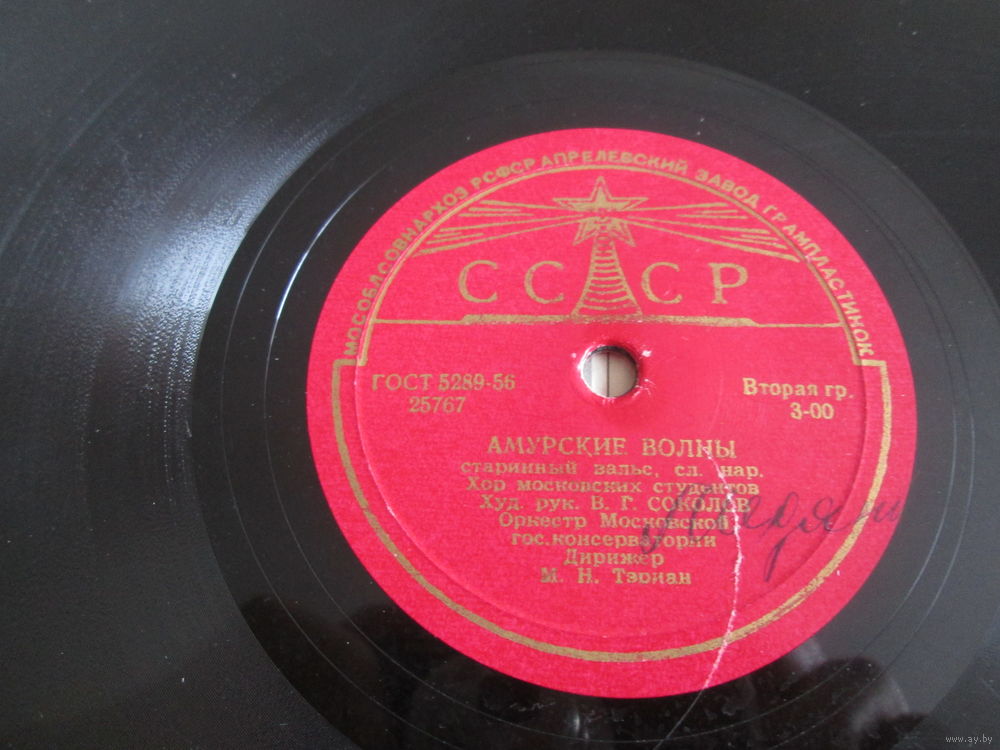 МОСОБЛСОВНАРХОЗ РСФСР АПРЕЛЕВСКИЙ ЗАВОД ГРАМПЛАСТИНОК
СССР
ГОСТ 5289-56
25767
Вторая гр.
3-00
АМУРСКИЕ ВОЛНЫ
старинный вальс, сл. нар.
Хор московских студентов
Худ. рук. В. Г. СОКОЛОВ
Оркестр Московской
гос.консерватории
Дирижер
М. Н. Тэриан
www.ay.by